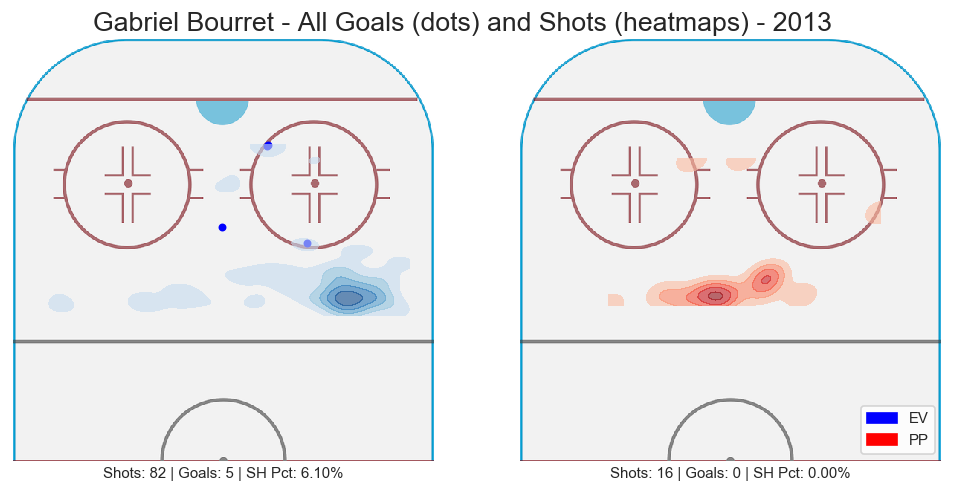 Gabriel Bourret - All Goals (dots) and Shots (heatmaps) - 2013
EV
PP
Shots: 82 | Goals: 5 | SH Pct: 6.10%
Shots: 16 | Goals: 0 | SH Pct: 0.00%